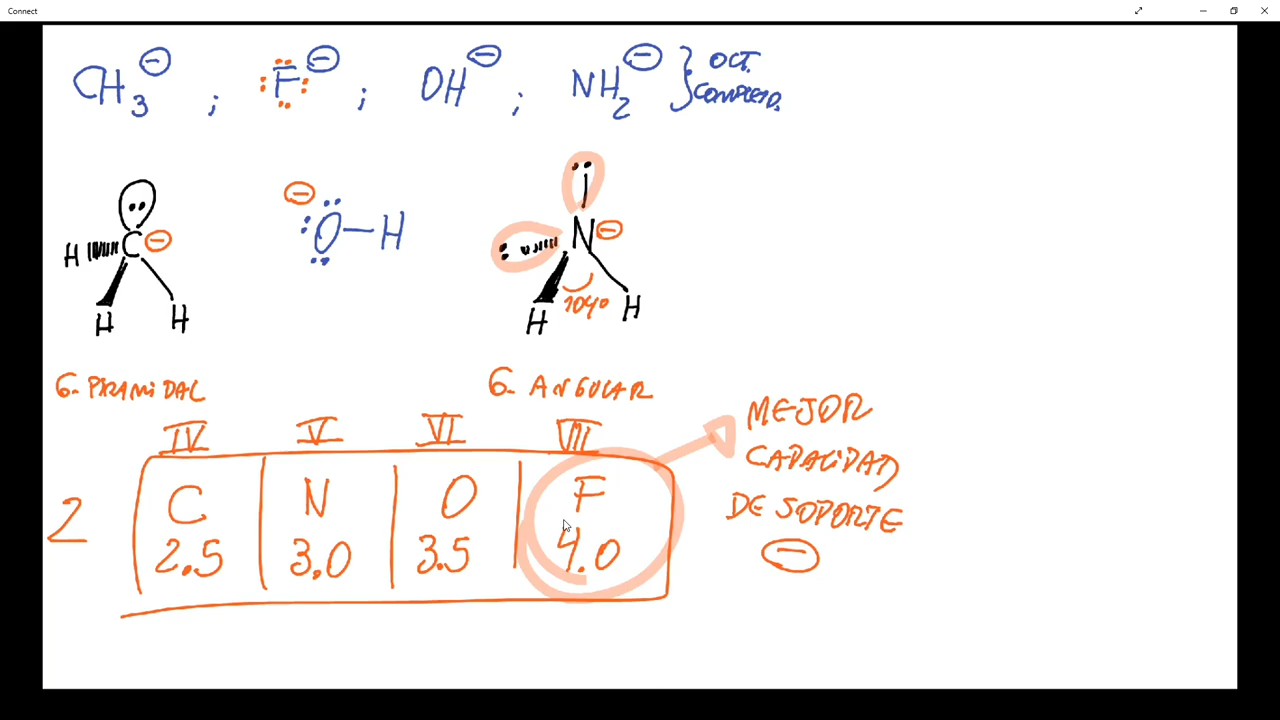 Connect
CH₃⊖ ; F⊖ ; OH⊖ ; NH₂⊖ } OCT. COMPLETO.
H C ⊖ H H
⊖ O—H
N ⊖ H H 104°
G. PIRAMIDAL
G. ANGULAR
IV V VI VII
2 C N O F
2.5 3.0 3.5 4.0
MEJOR
CAPACIDAD
DE SOPORTE
⊖